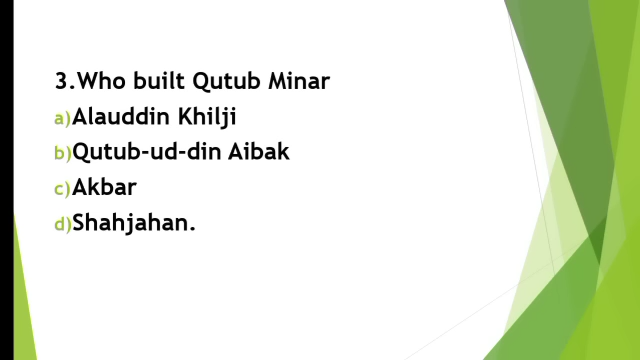 3.Who built Qutub Minar
a)Alauddin Khilji
b)Qutub-ud-din Aibak
c)Akbar
d)Shahjahan.